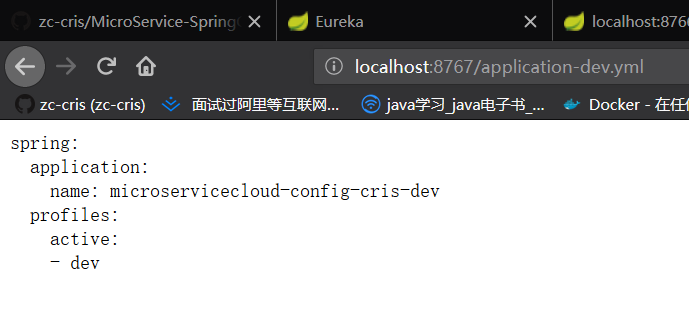 zc-cris/MicroService-Spring
Eureka
localhost:876
localhost:8767/application-dev.yml
zc-cris (zc-cris)
面试过阿里等互联网...
java学习_java电子书_...
Docker - 在任
spring:
  application:
    name: microservicecloud-config-cris-dev
  profiles:
    active:
    - dev